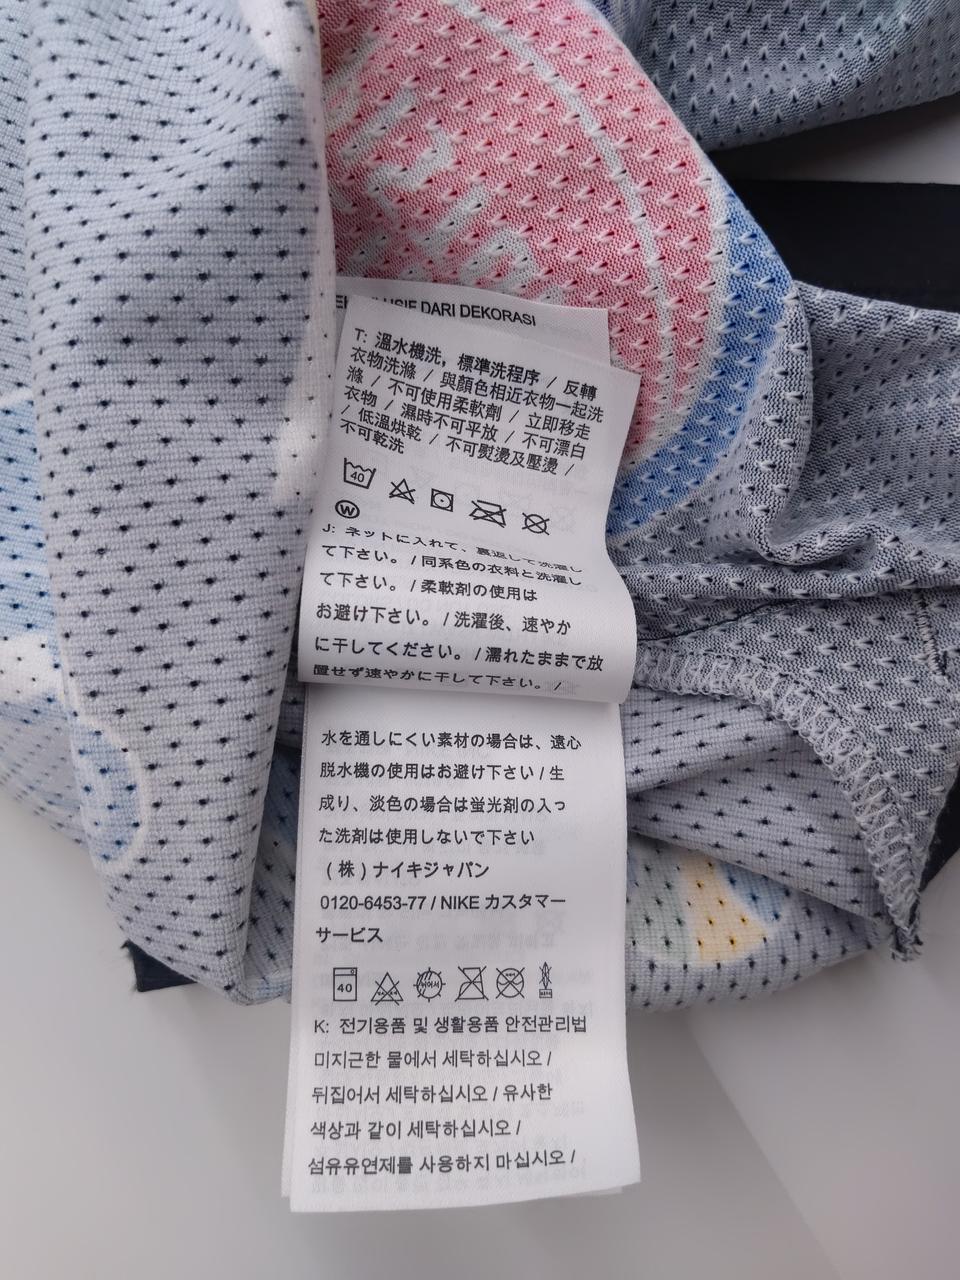 DARI DEKORASI
T: 溫水機洗，標準洗程序 / 反轉
衣物洗滌 / 與顏色相近衣物一起洗
滌 / 不可使用柔軟劑 / 立即移走
衣物 / 濕時不可平放 / 不可漂白
/ 低溫烘乾 / 不可熨燙及壓燙 /
不可乾洗
40
W
J: ネットに入れて、裏返して洗濯し
て下さい。 / 同系色の衣料と洗濯し
て下さい。 / 柔軟剤の使用は
お避け下さい。 / 洗濯後、速やか
に干してください。 / 濡れたままで放
置せず速やかに干して下さい。 /
水を通しにくい素材の場合は、遠心
脱水機の使用はお避け下さい / 生
成り、淡色の場合は蛍光剤の入っ
た洗剤は使用しないで下さい
(株) ナイキジャパン
0120-6453-77 / NIKE カスタマー
サービス
40
K: 전기용품 및 생활용품 안전관리법
미지근한 물에서 세탁하십시오 /
뒤집어서 세탁하십시오 / 유사한
색상과 같이 세탁하십시오 /
섬유유연제를 사용하지 마십시오 /